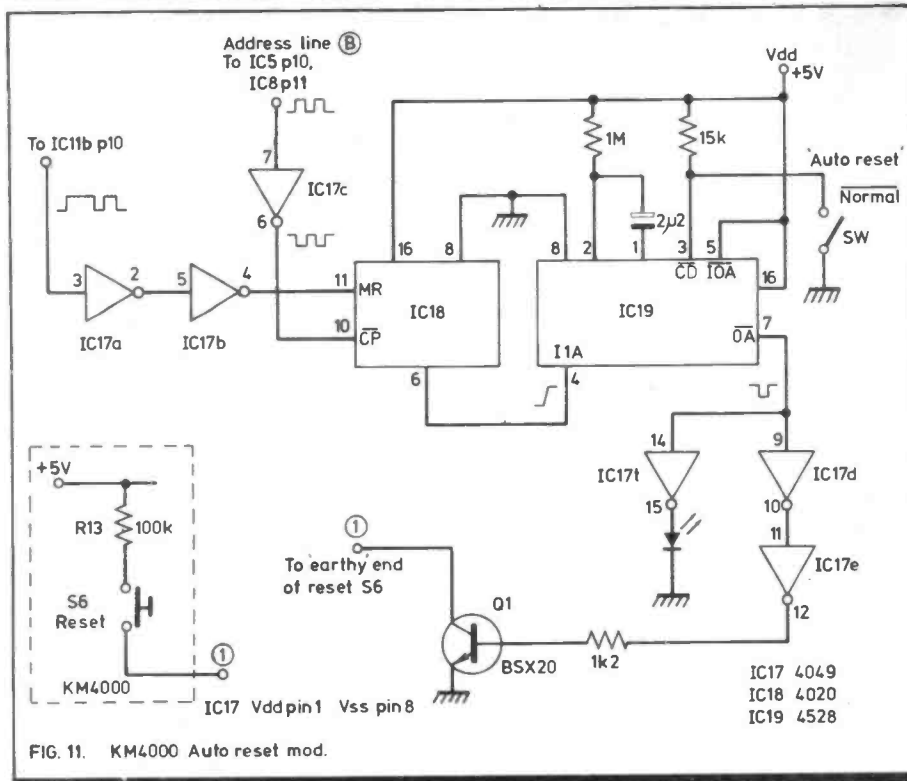 Address line B
To IC5 p10,
IC8 p11
Vdd
+5V
To IC11b p10
7
IC17c
6
1M
15k
'Auto reset'
Normal
SW
2µ2
16
8
8
2
1
3
5
CD
IOA
16
3
2
5
4
11
MR
IC18
IC19
7
OA
IC17a
IC17b
10
CP
I1A
6
4
14
9
IC17f
IC17d
15
10
11
IC17e
12
+5V
R13
100k
S6
Reset
1
KM4000
1
To 'earthy' end
of reset S6
Q1
BSX20
1k2
IC17 Vdd pin 1 Vss pin 8
IC17 4049
IC18 4020
IC19 4528
FIG. 11. KM4000 Auto reset mod.